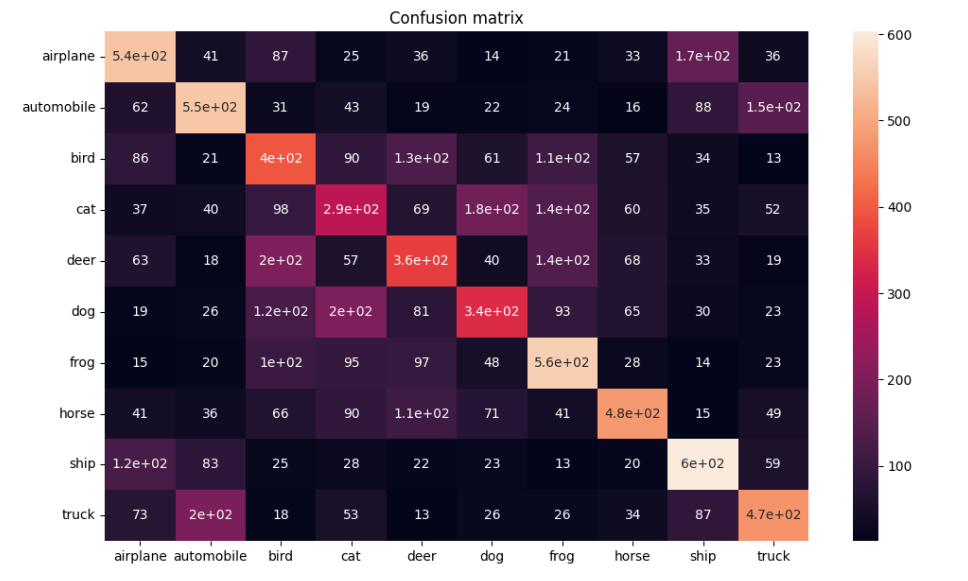 Confusion matrix
airplane 5.4e+02 41 87 25 36 14 21 33 1.7e+02 36
automobile 62 5.5e+02 31 43 19 22 24 16 88 1.5e+02
bird 86 21 4e+02 90 1.3e+02 61 1.1e+02 57 34 13
cat 37 40 98 2.9e+02 69 1.8e+02 1.4e+02 60 35 52
deer 63 18 2e+02 57 3.6e+02 40 1.4e+02 68 33 19
dog 19 26 1.2e+02 2e+02 81 3.4e+02 93 65 30 23
frog 15 20 1e+02 95 97 48 5.6e+02 28 14 23
horse 41 36 66 90 1.1e+02 71 41 4.8e+02 15 49
ship 1.2e+02 83 25 28 22 23 13 20 6e+02 59
truck 73 2e+02 18 53 13 26 26 34 87 4.7e+02
airplane automobile bird cat deer dog frog horse ship truck
600
500
400
300
200
100